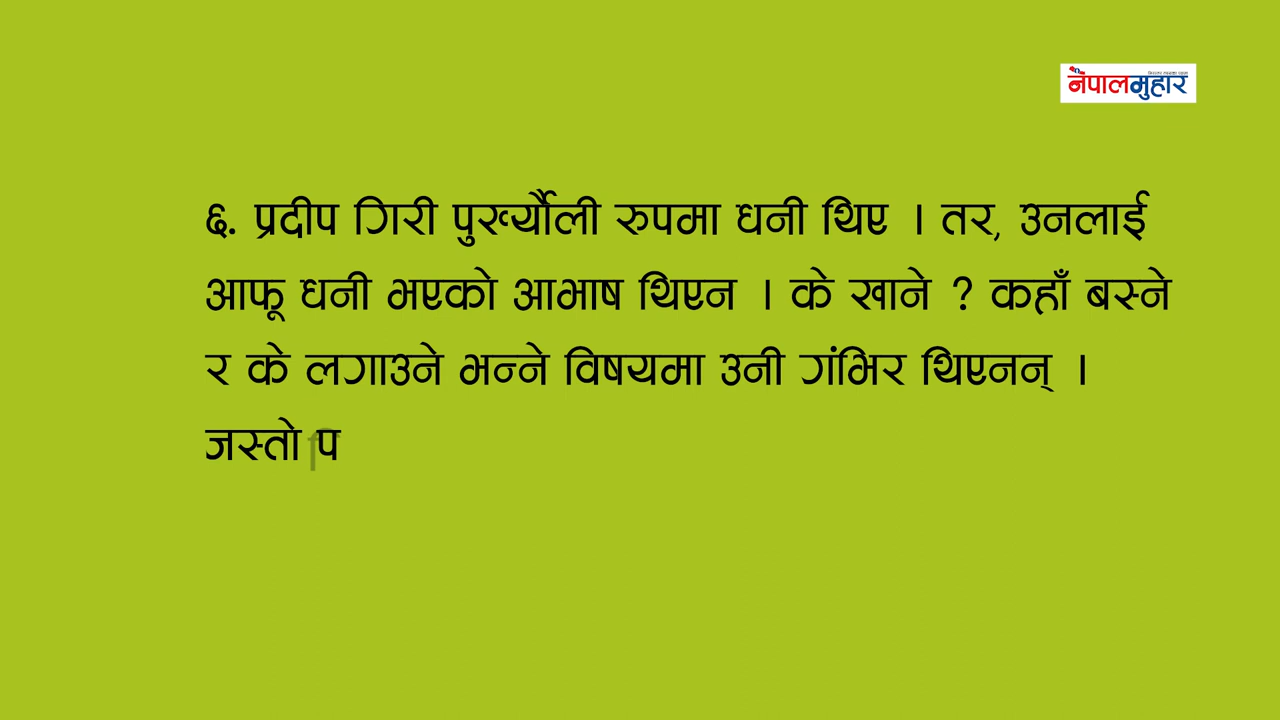 नेपालमुहार
६. प्रदीप गिरी पुर्ख्यौली रुपमा धनी थिए । तर, उनलाई
आफू धनी भएको आभाष थिएन । के खाने ? कहाँ बस्ने
र के लगाउने भन्ने विषयमा उनी गंभिर थिएनन् ।
जस्तो प